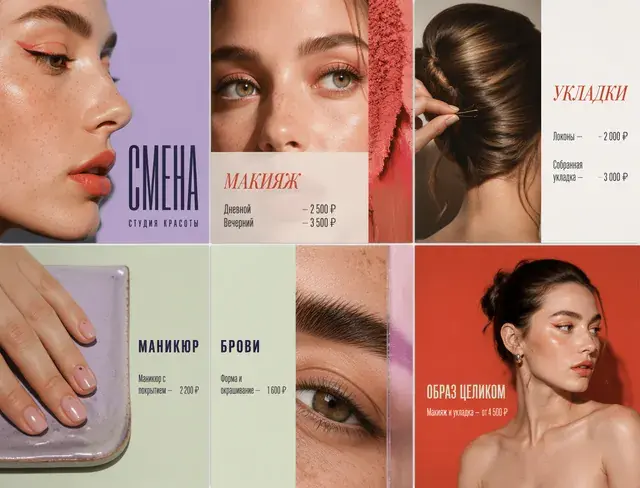 СМЕНА
СТУДИЯ КРАСОТЫ
МАКИЯЖ
Дневной – 2 500 ₽
Вечерний – 3 500 ₽
УКЛАДКИ
Локоны – - 2 000 ₽
Собранная
укладка – - 3 000 ₽
МАНИКЮР
Маникюр с
покрытием – 2 200 ₽
БРОВИ
Форма и
окрашивание – 1 600 ₽
ОБРАЗ ЦЕЛИКОМ
Макияж и укладка – от 4 500 ₽